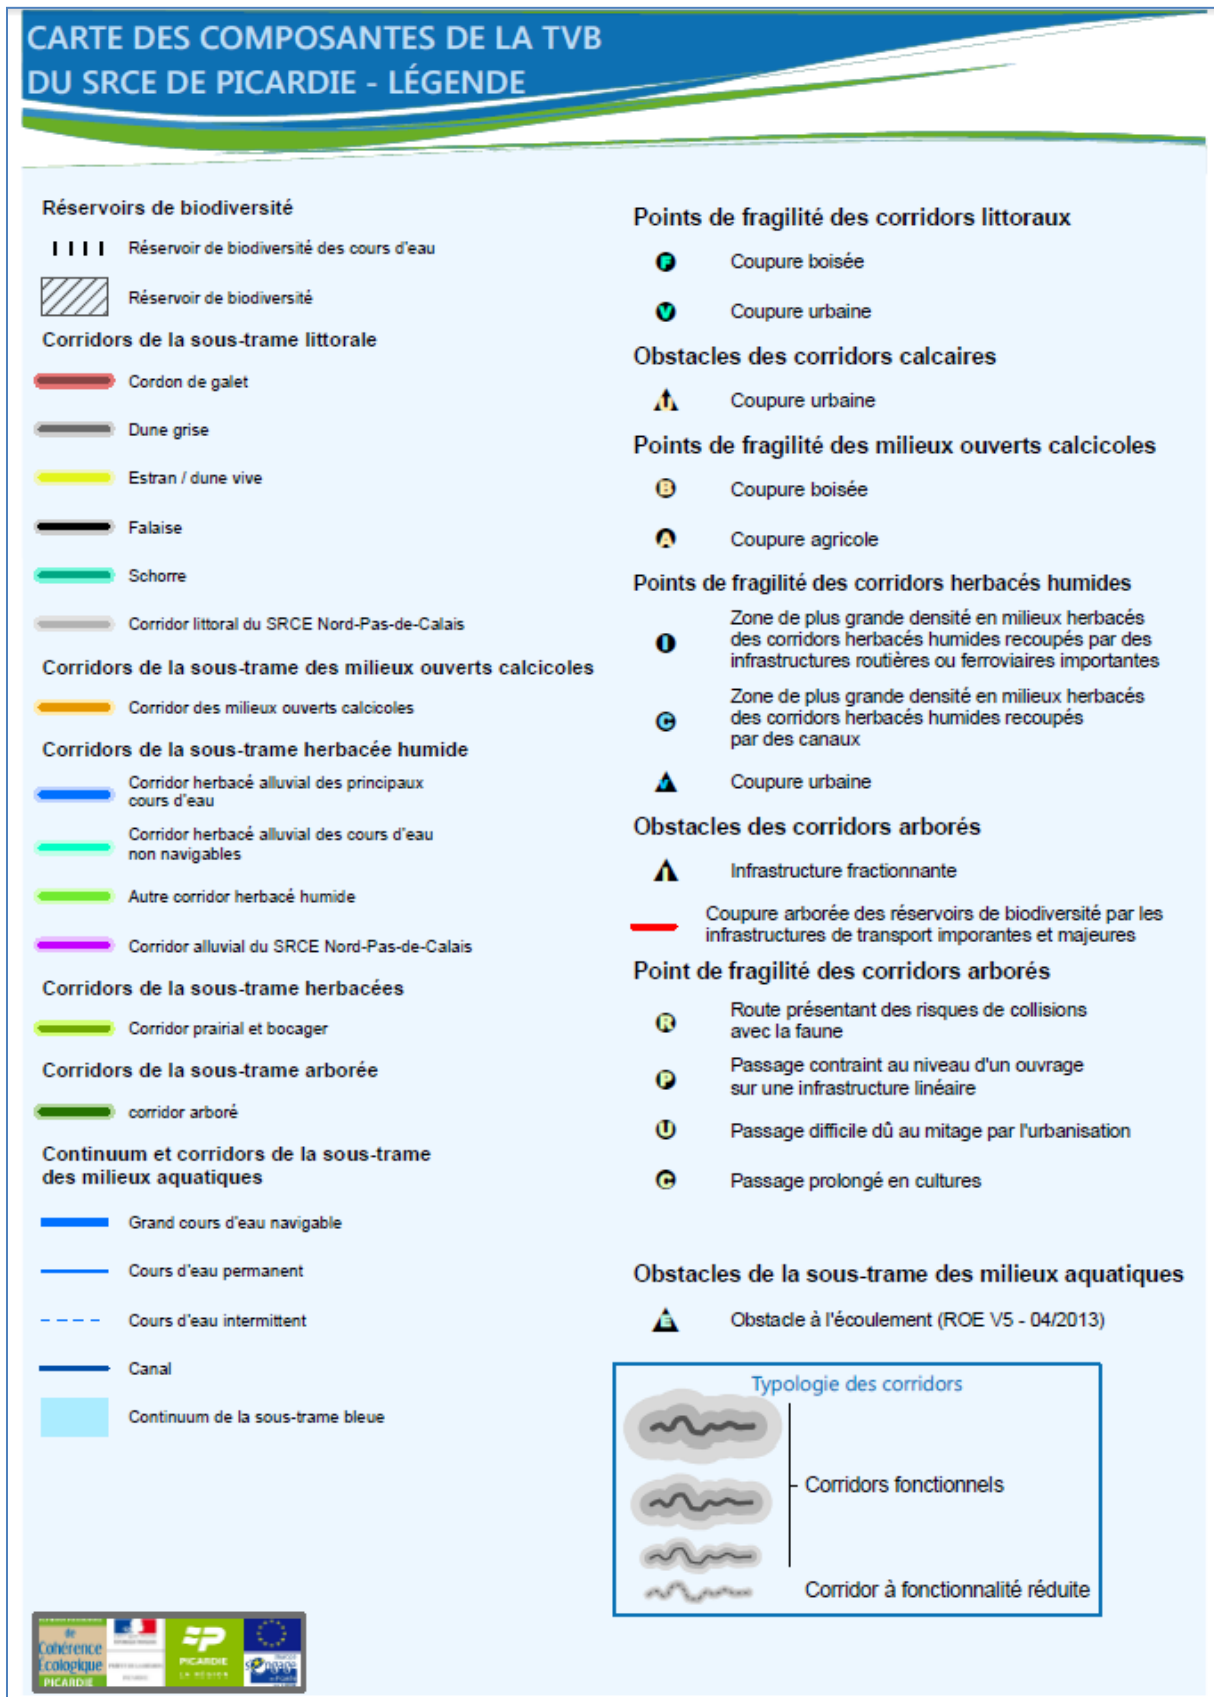 CARTE DES COMPOSANTES DE LA TVB
DU SRCE DE PICARDIE - LÉGENDE
Réservoirs de biodiversité
Réservoir de biodiversité des cours d'eau
Réservoir de biodiversité
Corridors de la sous-trame littorale
Cordon de galet
Dune grise
Estran / dune vive
Falaise
Schorre
Corridor littoral du SRCE Nord-Pas-de-Calais
Corridors de la sous-trame des milieux ouverts calcicoles
Corridor des milieux ouverts calcicoles
Corridors de la sous-trame herbacée humide
Corridor herbacé alluvial des principaux
cours d'eau
Corridor herbacé alluvial des cours d'eau
non navigables
Autre corridor herbacé humide
Corridor alluvial du SRCE Nord-Pas-de-Calais
Corridors de la sous-trame herbacées
Corridor prairial et bocager
Corridors de la sous-trame arborée
corridor arboré
Continuum et corridors de la sous-trame
des milieux aquatiques
Grand cours d'eau navigable
Cours d'eau permanent
Cours d'eau intermittent
Canal
Continuum de la sous-trame bleue
Points de fragilité des corridors littoraux
F Coupure boisée
V Coupure urbaine
Obstacles des corridors calcaires
Coupure urbaine
Points de fragilité des milieux ouverts calcicoles
B Coupure boisée
A Coupure agricole
Points de fragilité des corridors herbacés humides
I Zone de plus grande densité en milieux herbacés
des corridors herbacés humides recoupés par des
infrastructures routières ou ferroviaires importantes
C Zone de plus grande densité en milieux herbacés
des corridors herbacés humides recoupés
par des canaux
Coupure urbaine
Obstacles des corridors arborés
Infrastructure fractionnante
Coupure arborée des réservoirs de biodiversité par les
infrastructures de transport imporantes et majeures
Point de fragilité des corridors arborés
R Route présentant des risques de collisions
avec la faune
P Passage contraint au niveau d'un ouvrage
sur une infrastructure linéaire
U Passage difficile dû au mitage par l'urbanisation
C Passage prolongé en cultures
Obstacles de la sous-trame des milieux aquatiques
E Obstacle à l'écoulement (ROE V5 - 04/2013)
Typologie des corridors
Corridors fonctionnels
Corridor à fonctionnalité réduite
de
Cohérence
Ecologique
PICARDIE
PICARDIE
LA RÉGION
s'engage